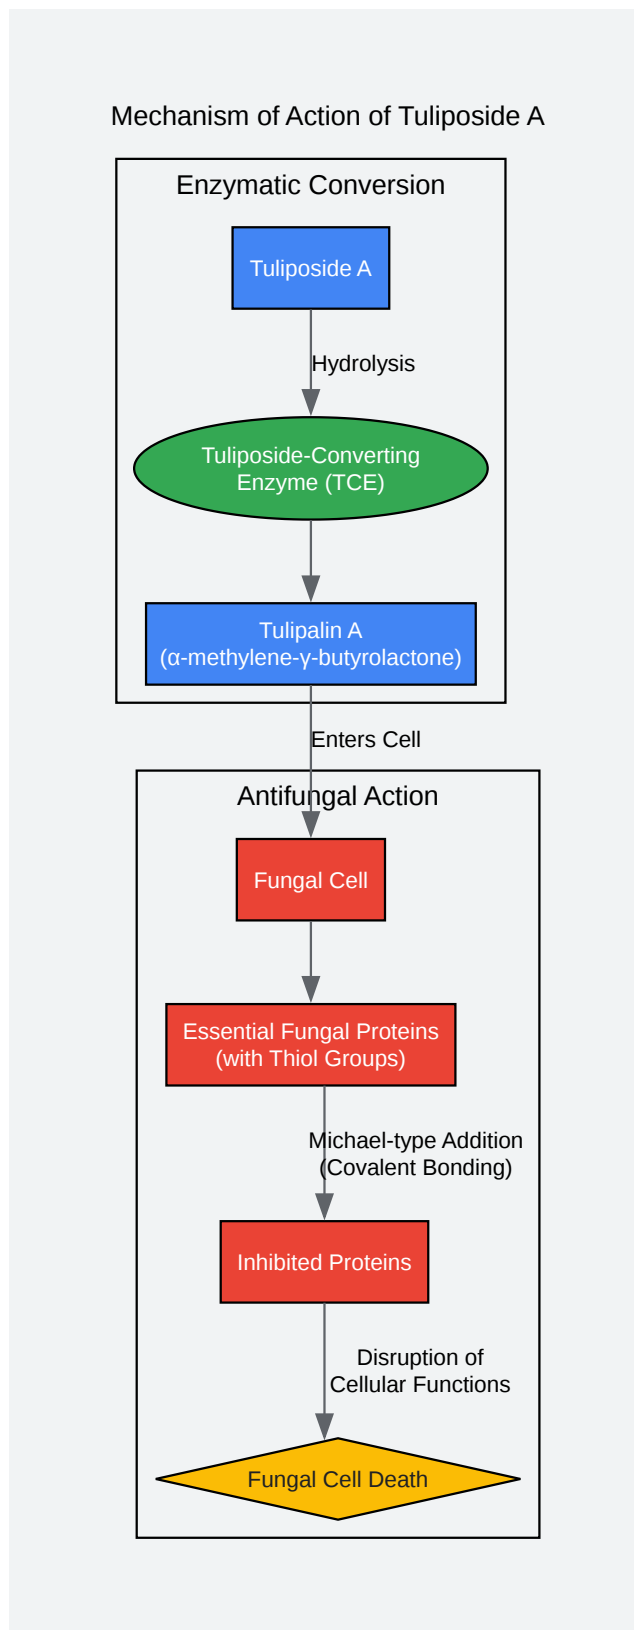 Mechanism of Action of Tuliposide A
Enzymatic Conversion
Tuliposide A
Hydrolysis
Tuliposide-Converting
Enzyme (TCE)
Tulipalin A
(α-methylene-γ-butyrolactone)
Enters Cell
Antifungal Action
Fungal Cell
Essential Fungal Proteins
(with Thiol Groups)
Michael-type Addition
(Covalent Bonding)
Inhibited Proteins
Disruption of
Cellular Functions
Fungal Cell Death